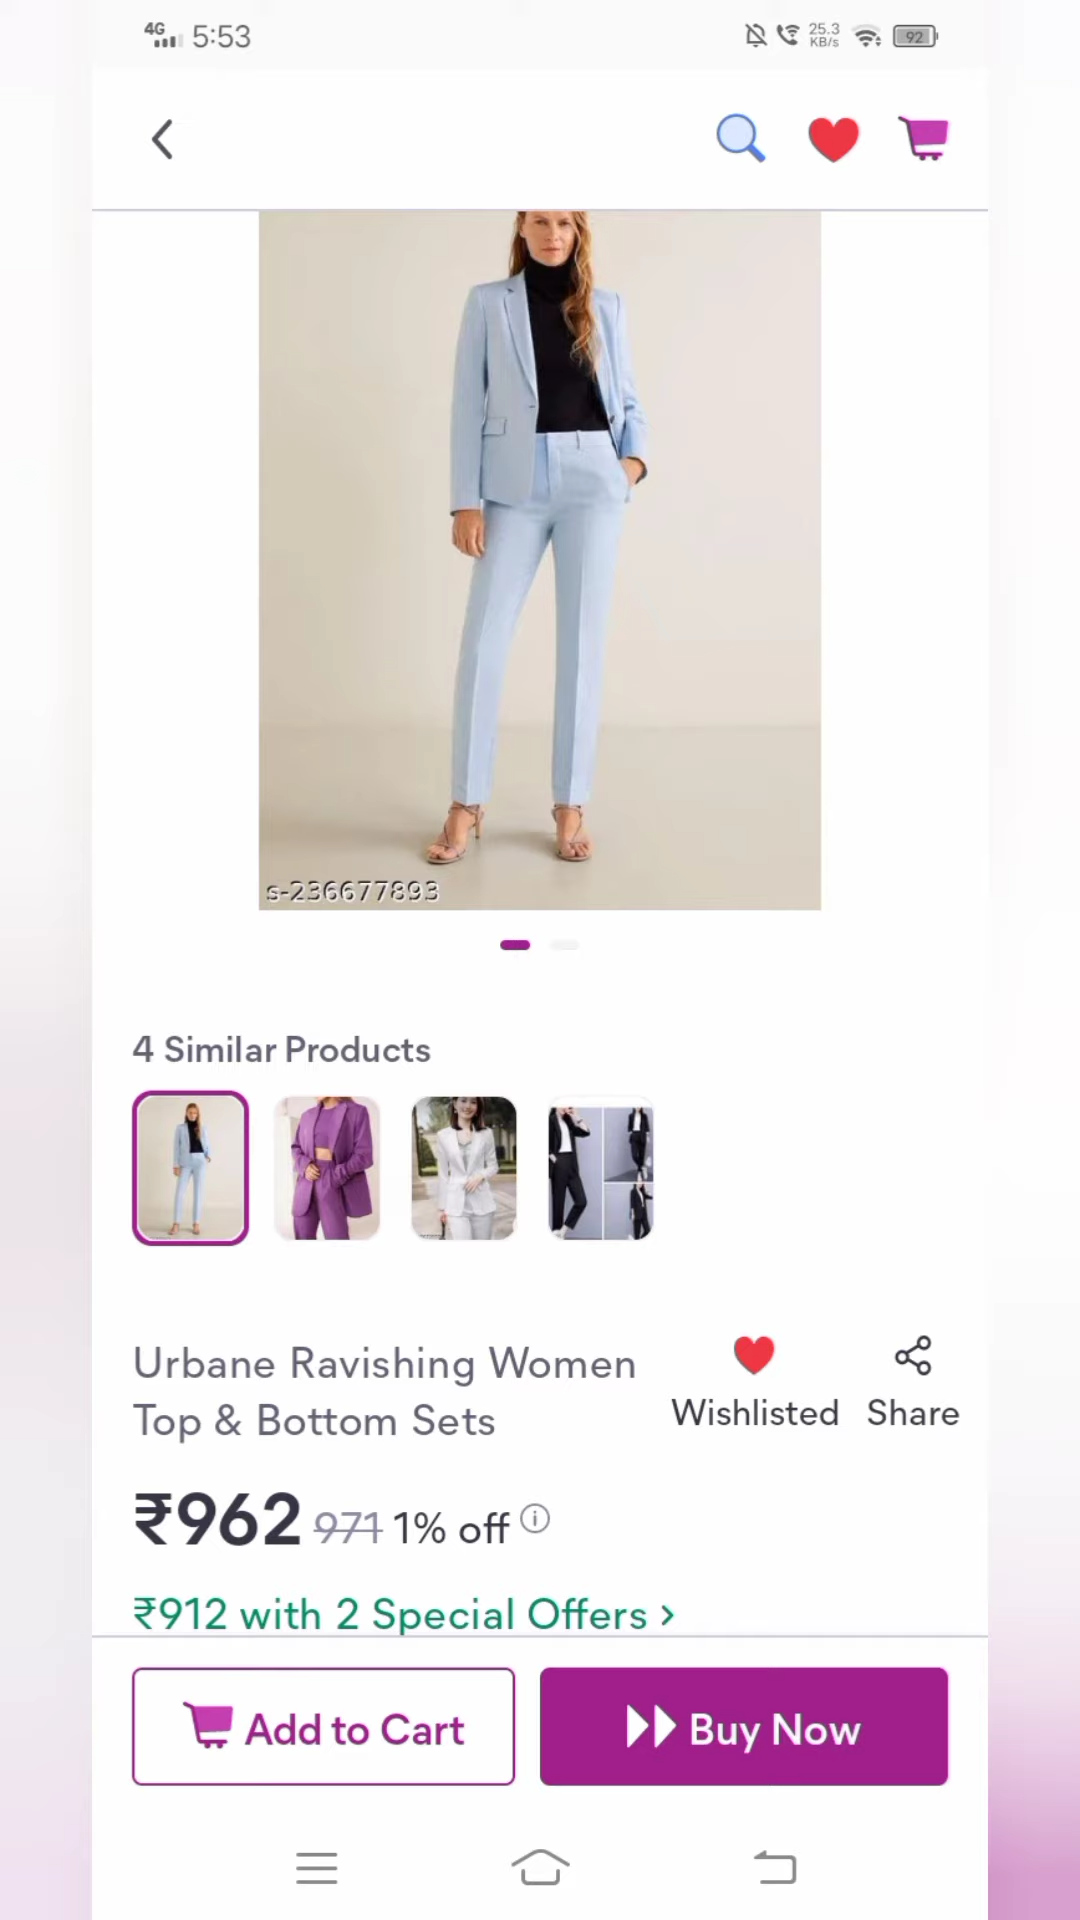 4G 5:53 25.3 KB/s 92
s-236677893
4 Similar Products
Urbane Ravishing Women
Top & Bottom Sets
Wishlisted Share
₹962 971 1% off
₹912 with 2 Special Offers >
Add to Cart Buy Now